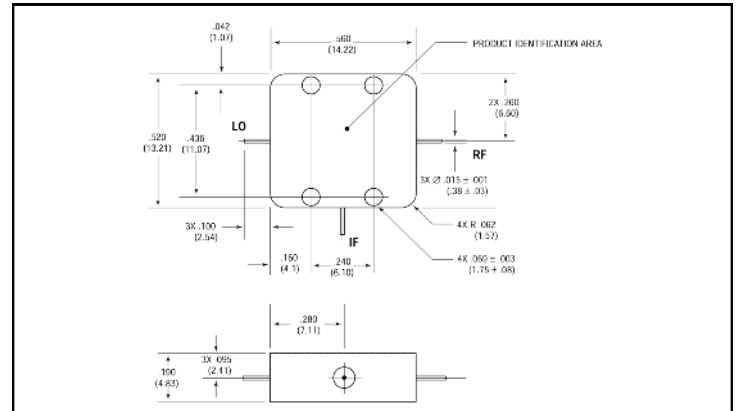 .042
(1.07)
.560
(14.22)
PRODUCT IDENTIFICATION AREA
2X .260
(6.60)
.520
(13.21)
.436
(11.07)
LO
RF
3X Ø .015 ± .001
(.38 ± .03)
3X .100
(2.54)
IF
4X R .062
(1.57)
.160
(4.1)
.240
(6.10)
4X .069 ± .003
(1.75 ± .08)
.280
(7.11)
.190
(4.83)
3X .095
(2.41)